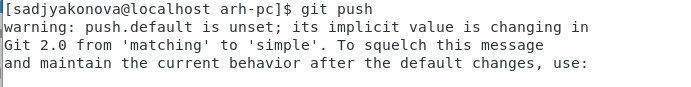 [sadjyakonova@localhost arh-pc]$ git push
warning: push.default is unset; its implicit value is changing in
Git 2.0 from 'matching' to 'simple'. To squelch this message
and maintain the current behavior after the default changes, use: